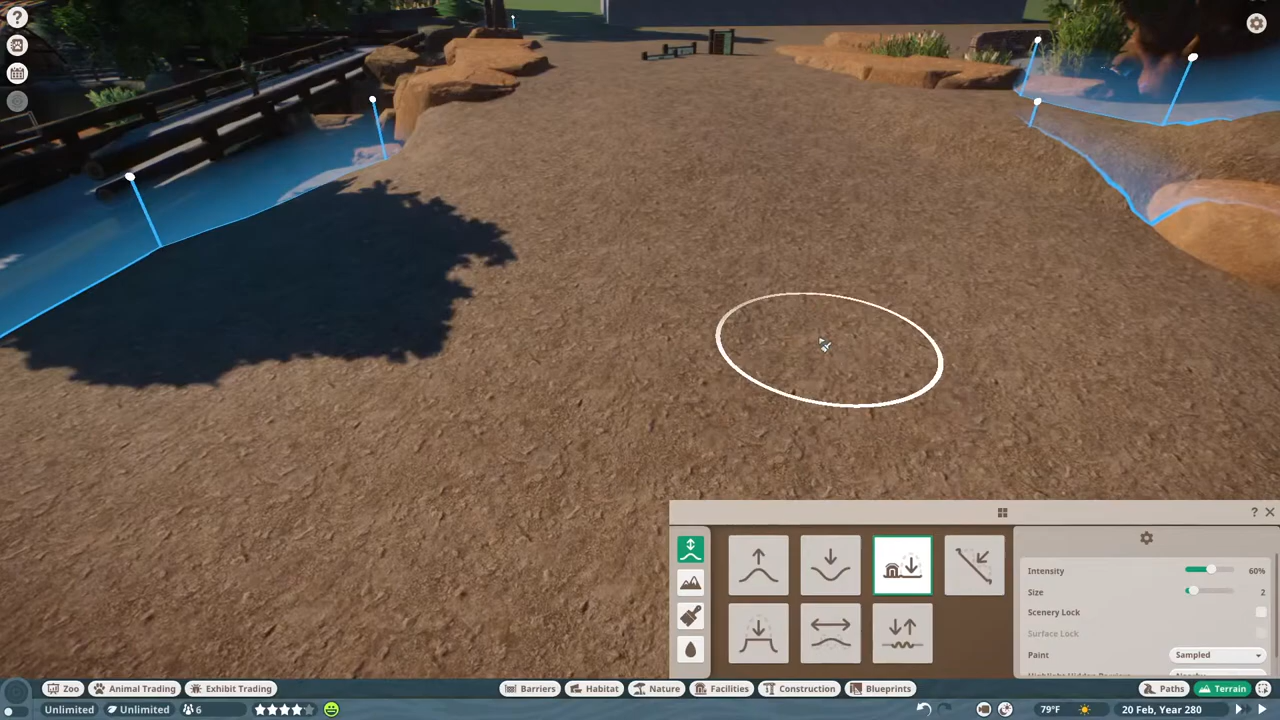 ?
? 
Intensity 60%
Size 2
Scenery Lock
Surface Lock
Paint Sampled
Zoo Animal Trading Exhibit Trading Barriers Habitat Nature Facilities Construction Blueprints Paths Terrain
Unlimited Unlimited 6 79°F 20 Feb, Year 280